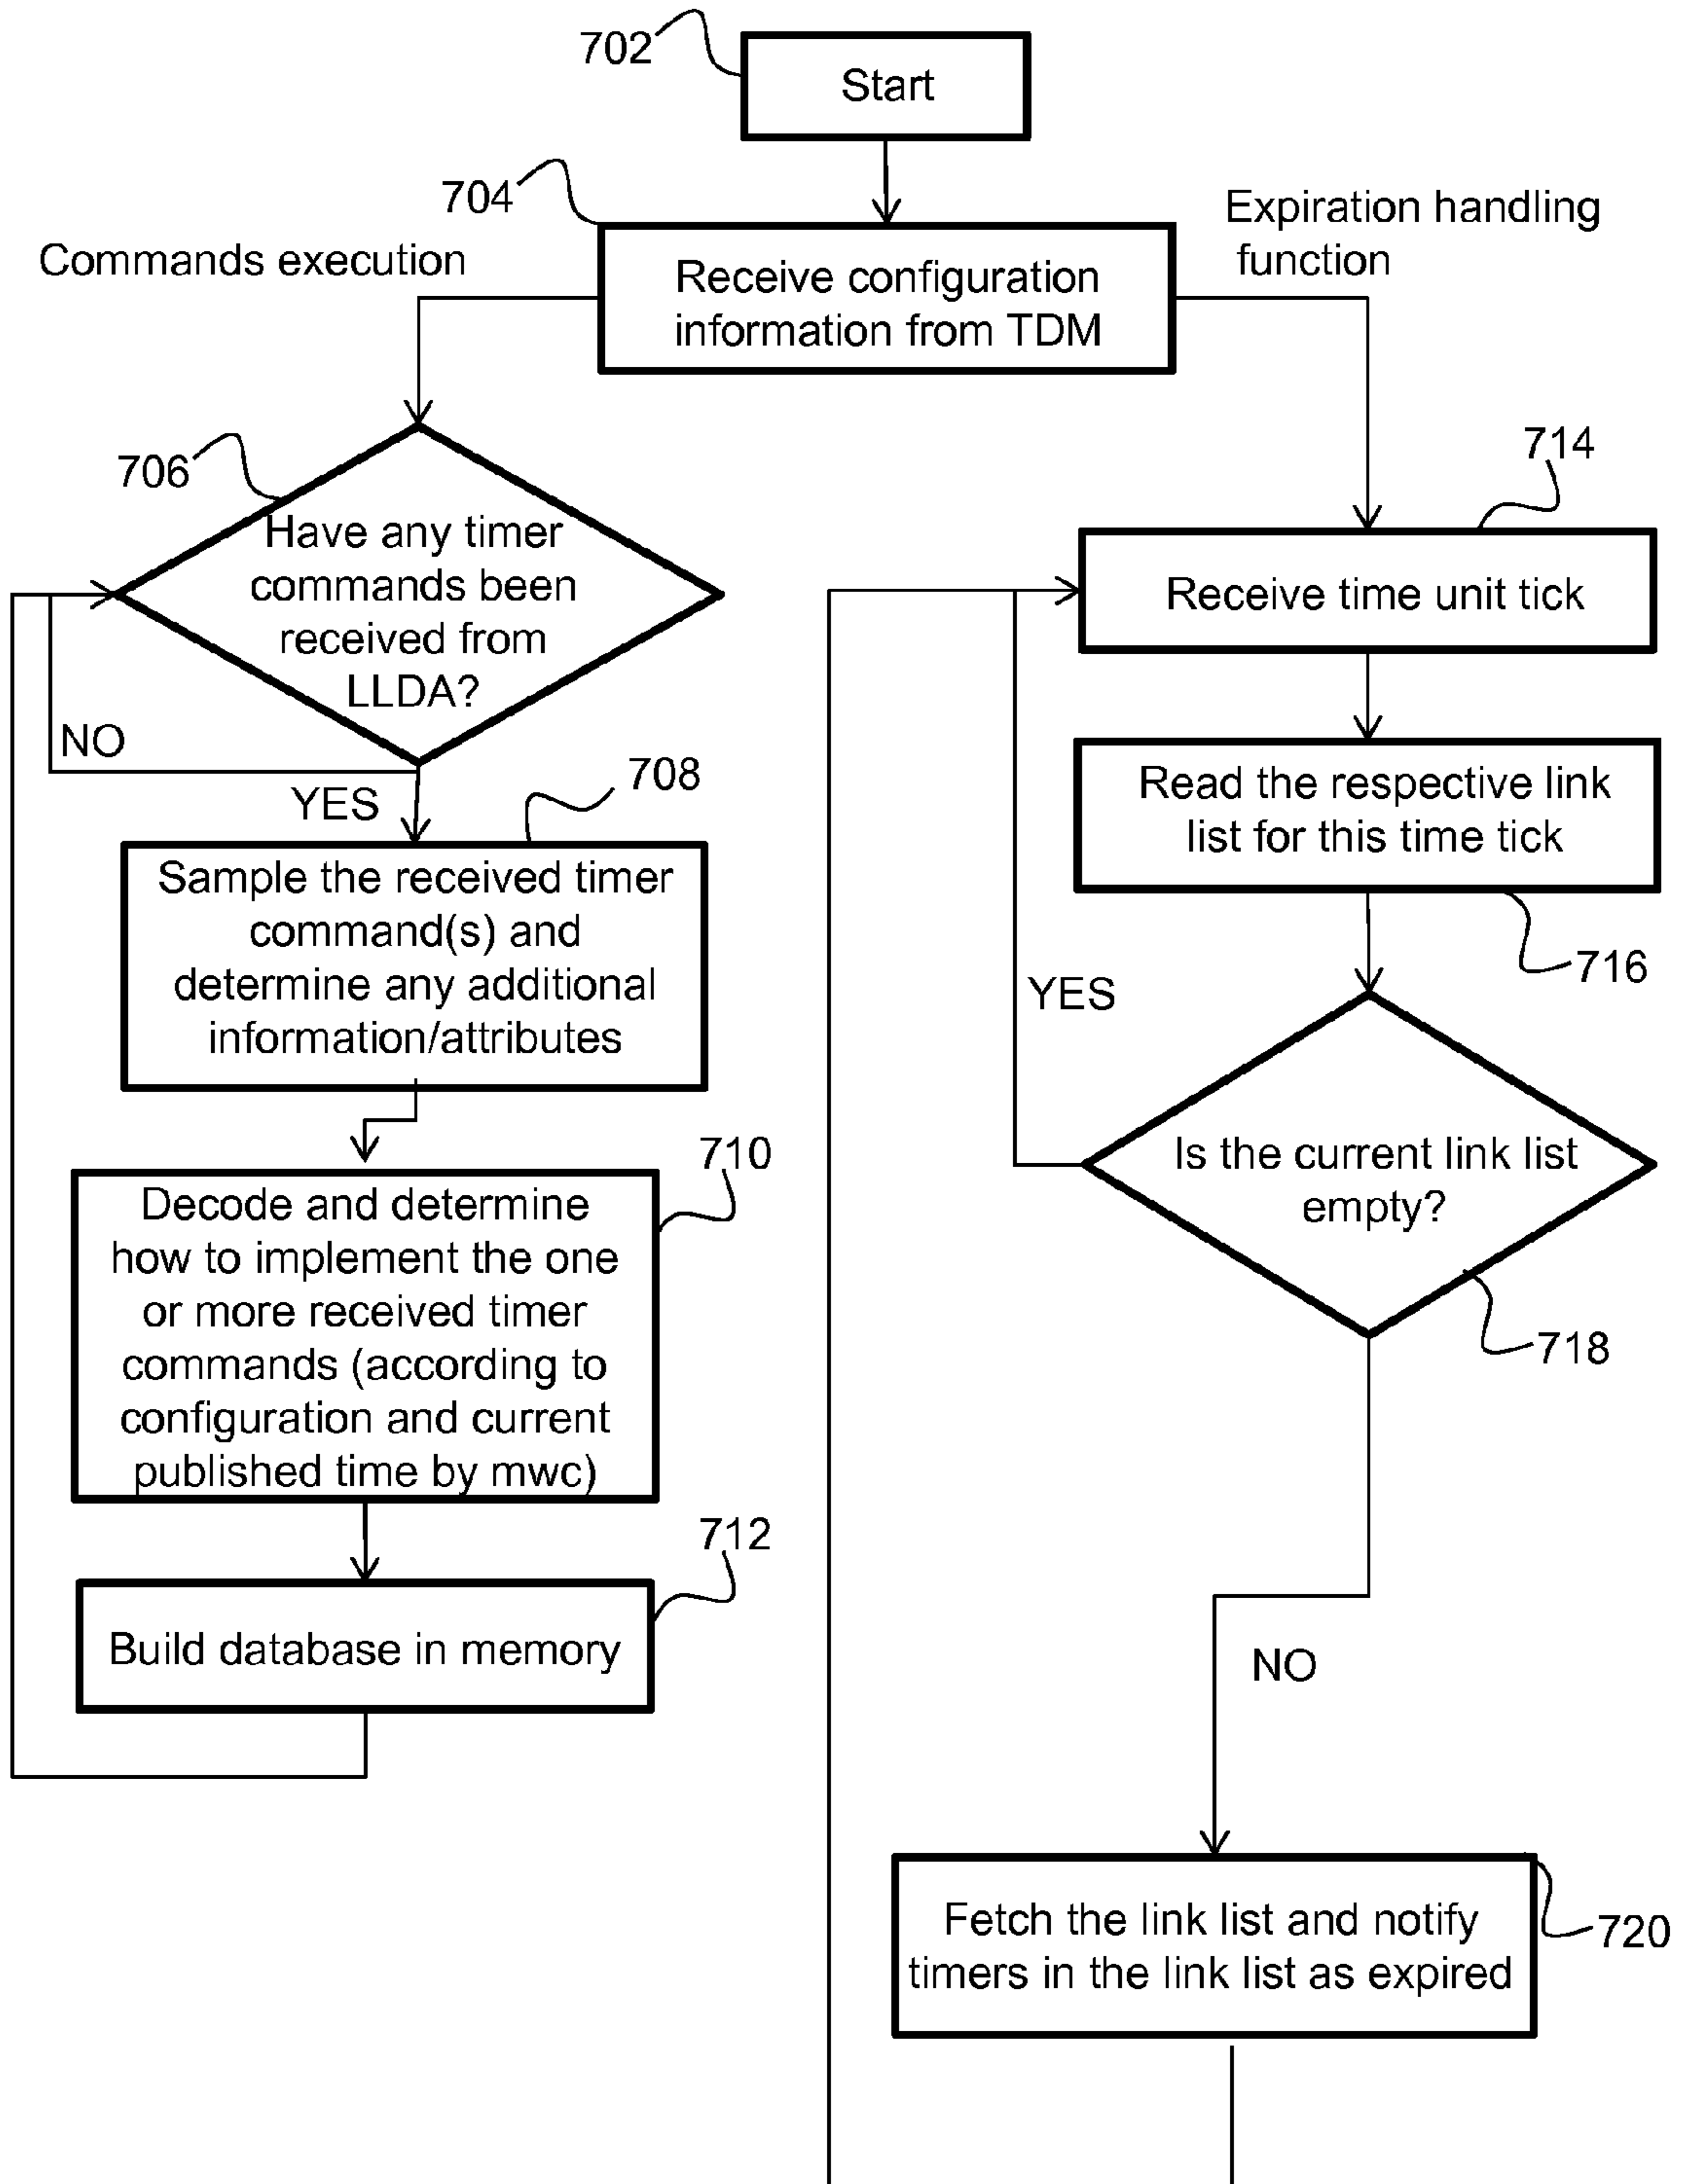 702
Start
704
Receive configuration
information from TDM
Commands execution
Expiration handling
function
706
Have any timer
commands been
received from
LLDA?
NO
YES
708
Sample the received timer
command(s) and
determine any additional
information/attributes
710
Decode and determine
how to implement the one
or more received timer
commands (according to
configuration and current
published time by mwc)
712
Build database in memory
714
Receive time unit tick
Read the respective link
list for this time tick
716
YES
Is the current link list
empty?
718
NO
Fetch the link list and notify
timers in the link list as expired
720